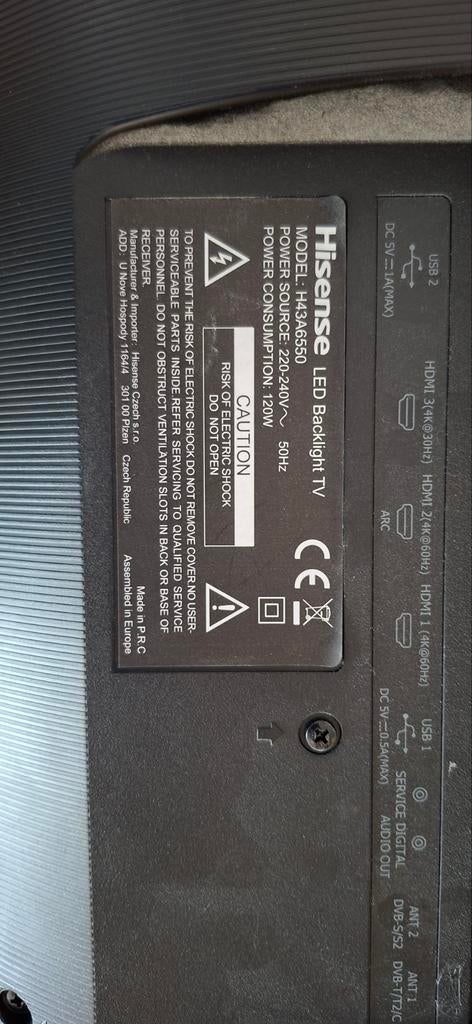 USB 2
DC 5V⎓1A(MAX)
HDMI 3(4K@30Hz)
HDMI 2(4K@60Hz)
ARC
HDMI 1 (4K@60Hz)
USB 1
DC 5V⎓0.5A(MAX)
SERVICE
DIGITAL
AUDIO OUT
ANT 2
DVB-S/S2
ANT 1
DVB-T/T2/C
Hisense LED Backlight TV
MODEL: H43A6550
POWER SOURCE: 220-240V～ 50Hz
POWER CONSUMPTION: 120W
CE
CAUTION
RISK OF ELECTRIC SHOCK
DO NOT OPEN
TO PREVENT THE RISK OF ELECTRIC SHOCK DO NOT REMOVE COVER.NO USER-
SERVICEABLE PARTS INSIDE.REFER SERVICING TO QUALIFIED SERVICE
PERSONNEL. DO NOT OBSTRUCT VENTILATION SLOTS IN BACK OR BASE OF
RECEIVER.
Manufacturer & Importer: Hisense Czech s.r.o.
ADD: U Nove Hospody 1164/4 301 00 Plzen Czech Republic
Made in P.R.C
Assembled in Europe